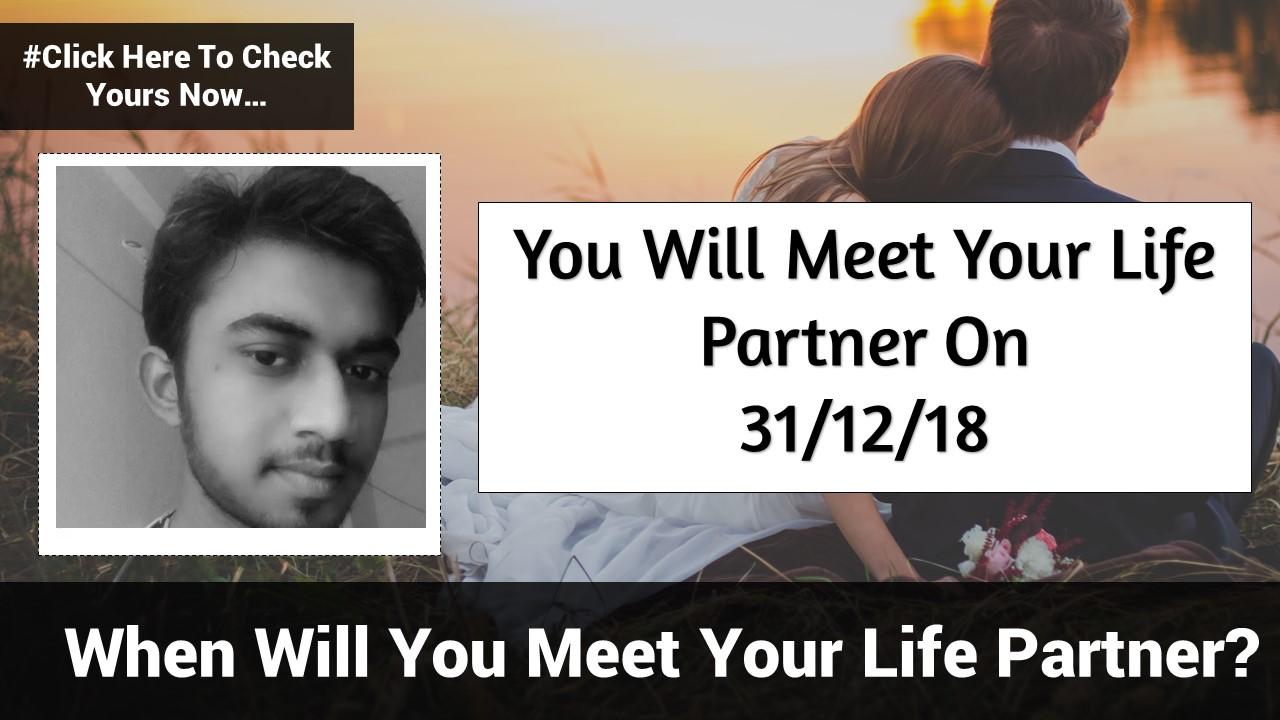 #Click Here To Check
Yours Now...
You Will Meet Your Life
Partner On
31/12/18
When Will You Meet Your Life Partner?